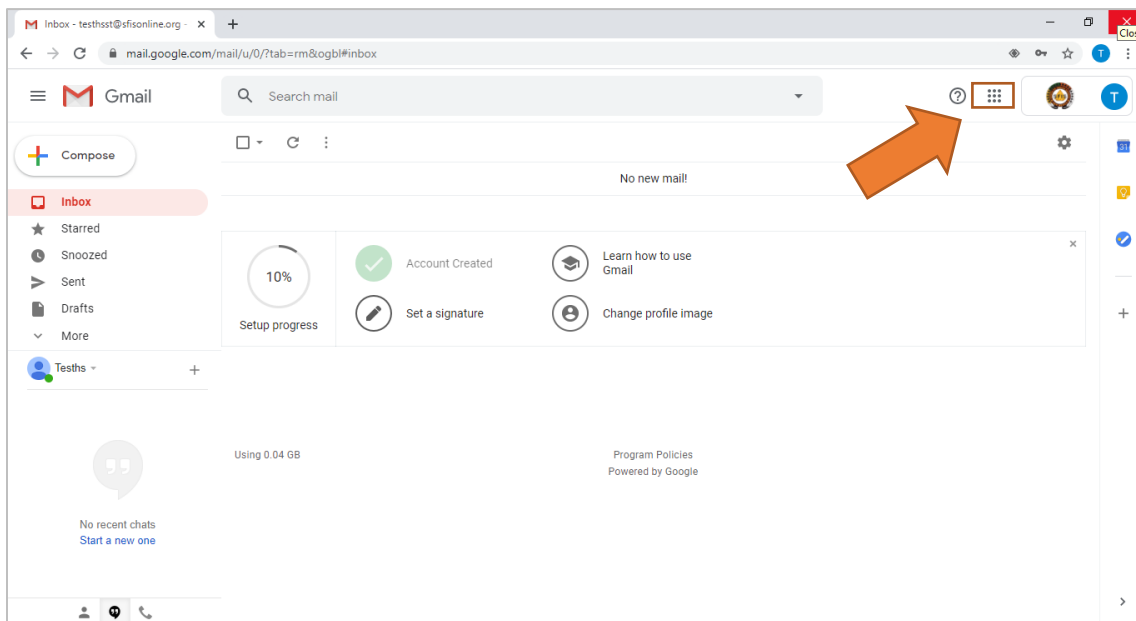 Inbox - testhsst@sfisonline.org -
Clos
mail.google.com/mail/u/0/?tab=rm&ogbl#inbox
T
Gmail
Search mail
T
Compose
31
No new mail!
Inbox
Starred
Snoozed
Sent
Drafts
More
10%
Setup progress
Account Created
Learn how to use
Gmail
Set a signature
Change profile image
Tesths
Using 0.04 GB
Program Policies
Powered by Google
No recent chats
Start a new one